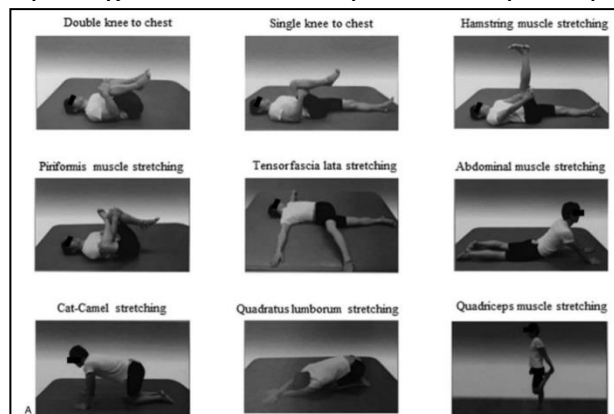 Double knee to chest
Single knee to chest
Hamstring muscle stretching
Piriformis muscle stretching
Tensorfascia lata stretching
Abdominal muscle stretching
Cat-Camel stretching
Quadratus lumborum stretching
Quadriceps muscle stretching
A